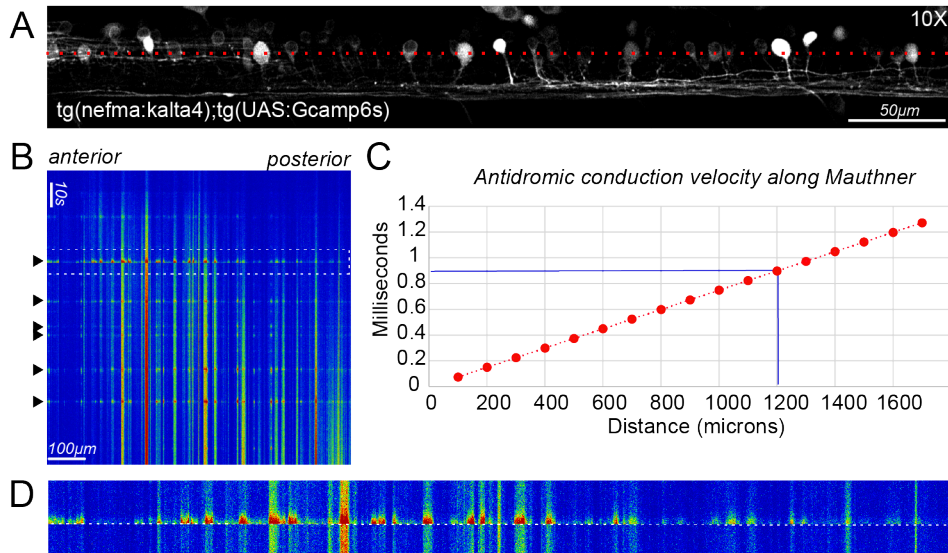 A
10X
tg(nefma:kalta4);tg(UAS:Gcamp6s)
50µm
B
anterior
posterior
10s
100µm
C
Antidromic conduction velocity along Mauthner
Milliseconds
1.4
1.2
1
0.8
0.6
0.4
0.2
0
0 200 400 600 800 1000 1200 1400 1600
Distance (microns)
D